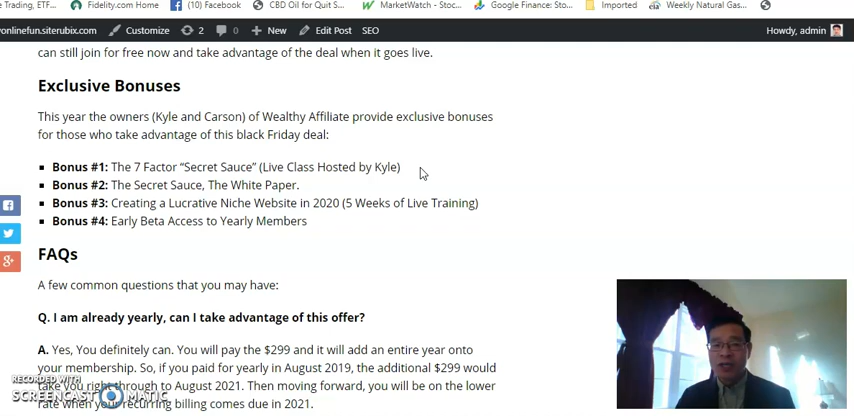 e Trading, ETF... Fidelity.com Home (10) Facebook CBD Oil for Quit S... MarketWatch - Stoc... Google Finance: Sto... Imported Weekly Natural Gas...
onlinefun.siterubix.com Customize 2 0 New Edit Post SEO Howdy, admin
can still join for free now and take advantage of the deal when it goes live.
Exclusive Bonuses
This year the owners (Kyle and Carson) of Wealthy Affiliate provide exclusive bonuses
for those who take advantage of this black Friday deal:
Bonus #1: The 7 Factor “Secret Sauce” (Live Class Hosted by Kyle)
Bonus #2: The Secret Sauce, The White Paper.
Bonus #3: Creating a Lucrative Niche Website in 2020 (5 Weeks of Live Training)
Bonus #4: Early Beta Access to Yearly Members
FAQs
A few common questions that you may have:
Q. I am already yearly, can I take advantage of this offer?
A. Yes, You definitely can. You will pay the $299 and it will add an entire year onto
your membership. So, if you paid for yearly in August 2019, the additional $299 would
take you right through to August 2021. Then moving forward, you will be on the lower
rate when your recurring billing comes due in 2021.
RECORDED WITH
SCREENCAST MATIC